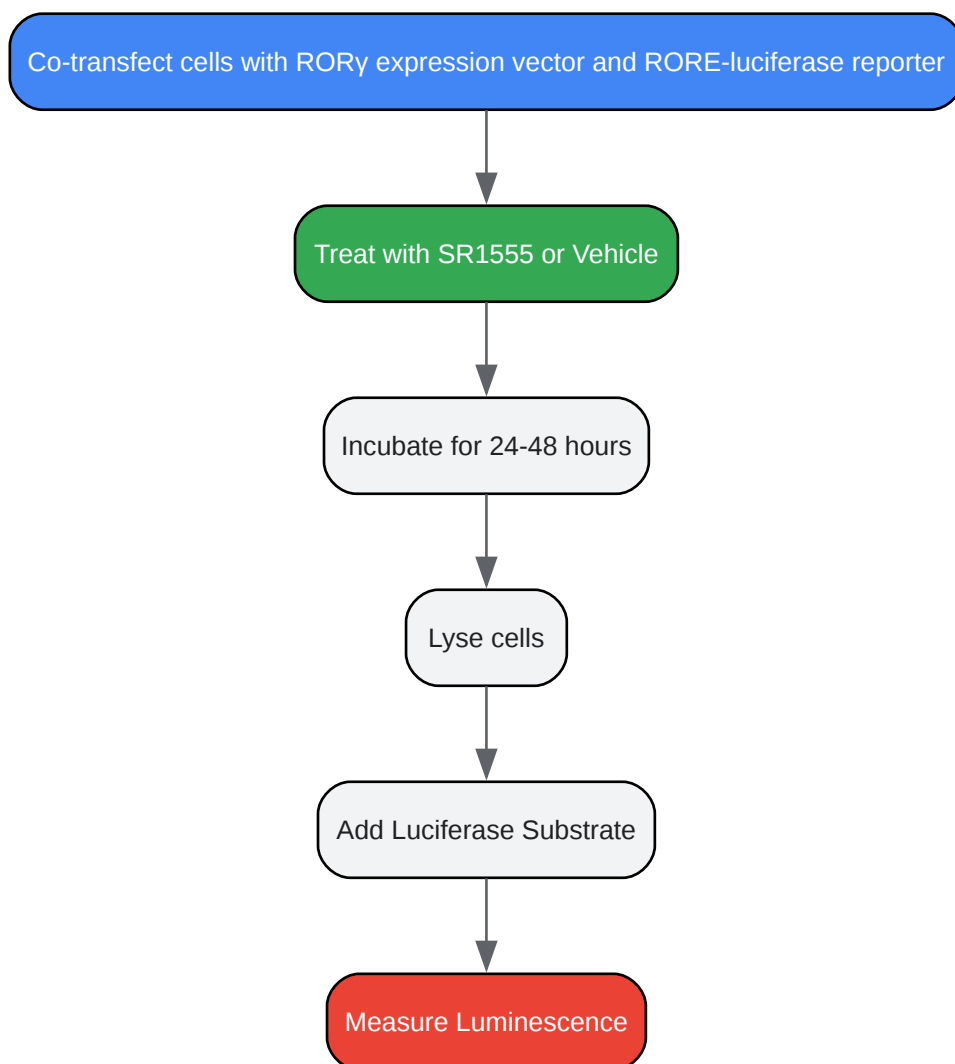 Co-transfect cells with RORγ expression vector and RORE-luciferase reporter
Treat with SR1555 or Vehicle
Incubate for 24-48 hours
Lyse cells
Add Luciferase Substrate
Measure Luminescence